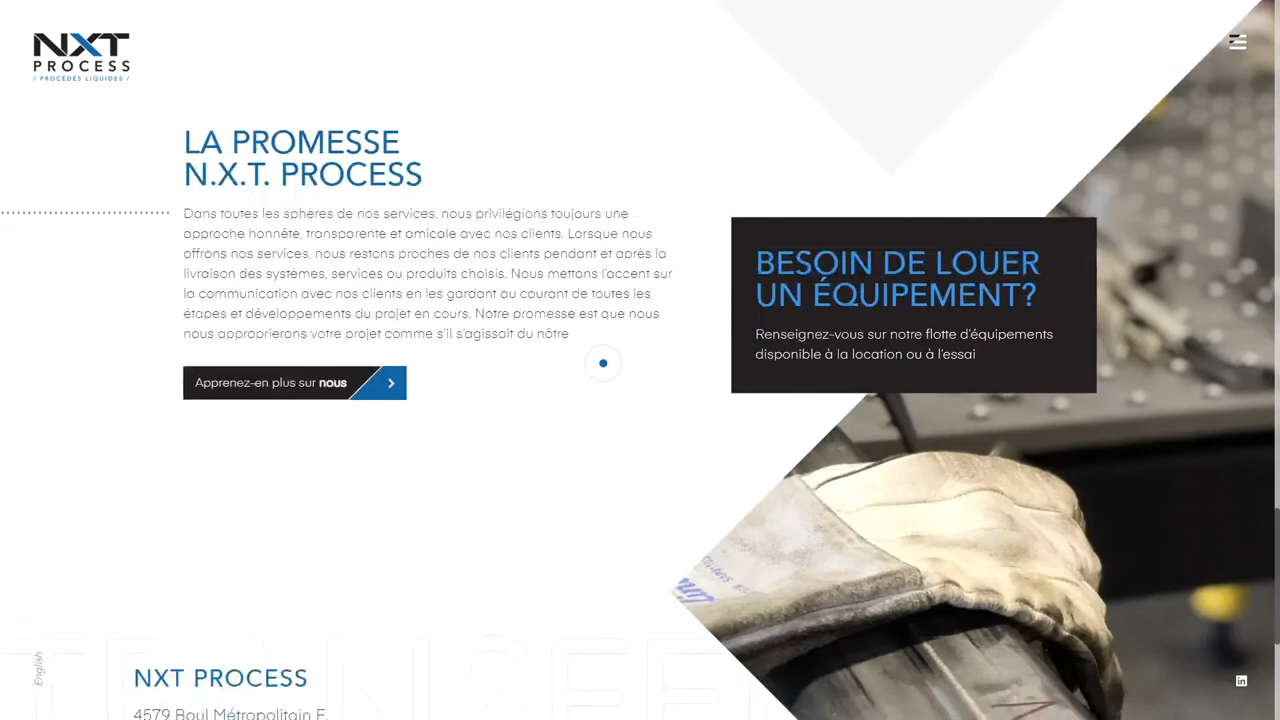 NXT
PROCESS
/ PROCÉDÉS LIQUIDES /
LA PROMESSE
N.X.T. PROCESS
Dans toutes les sphères de nos services, nous privilégions toujours une
approche honnête, transparente et amicale avec nos clients. Lorsque nous
offrons nos services, nous restons proches de nos clients pendant et après la
livraison des systèmes, services ou produits choisis. Nous mettons l'accent sur
la communication avec nos clients en les gardant au courant de toutes les
étapes et développements du projet en cours. Notre promesse est que nous
nous approprierons votre projet comme s'il s'agissait du nôtre
Apprenez-en plus sur nous
BESOIN DE LOUER
UN ÉQUIPEMENT?
Renseignez-vous sur notre flotte d'équipements
disponible à la location ou à l'essai
English
NXT PROCESS
4579 Boul Métropolitain E.
in